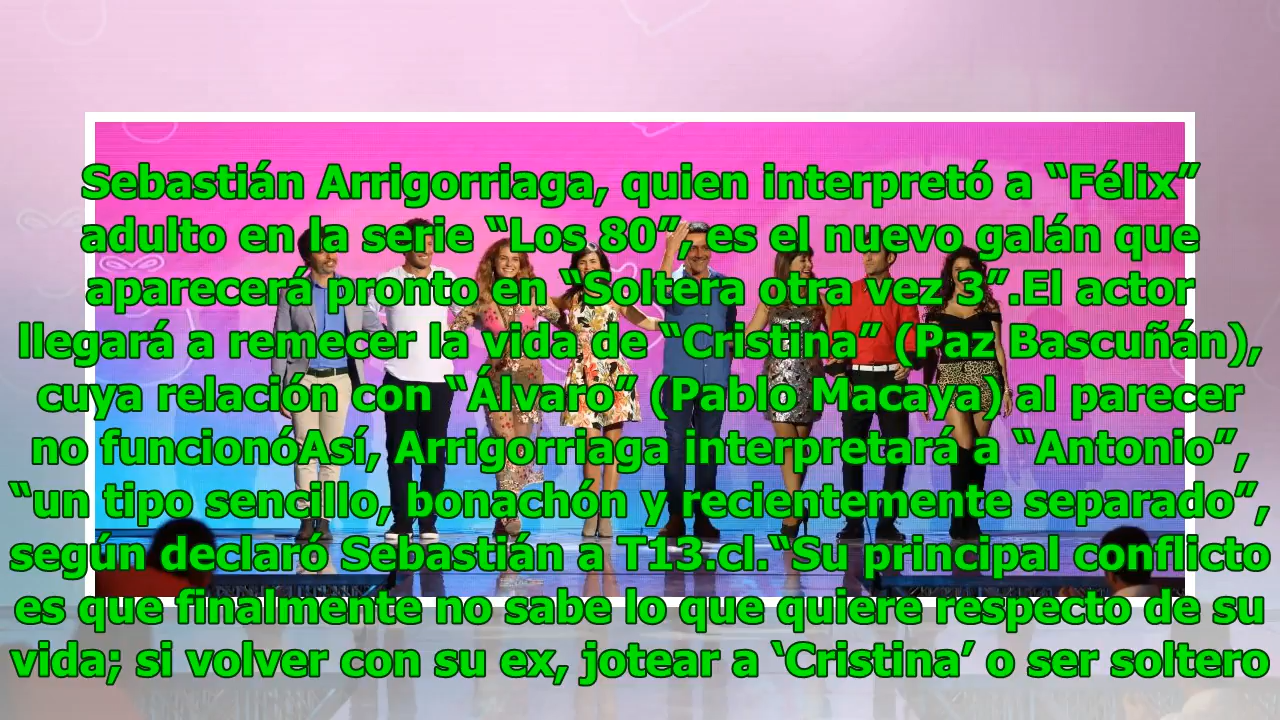 Sebastián Arrigorriaga, quien interpretó a “Félix”
adulto en la serie “Los 80”, es el nuevo galán que
aparecerá pronto en “Soltera otra vez 3”.El actor
llegará a remecer la vida de “Cristina” (Paz Bascuñán),
cuya relación con “Álvaro” (Pablo Macaya) al parecer
no funcionóAsí, Arrigorriaga interpretará a “Antonio”,
“un tipo sencillo, bonachón y recientemente separado”,
según declaró Sebastián a T13.cl.“Su principal conflicto
es que finalmente no sabe lo que quiere respecto de su
vida; si volver con su ex, jotear a ‘Cristina’ o ser soltero